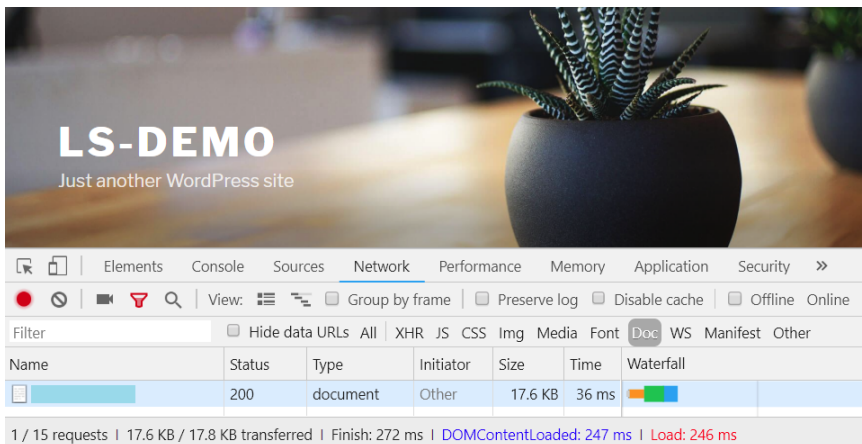 LS-DEMO
Just another WordPress site
Elements Console Sources Network Performance Memory Application Security »
View: Group by frame Preserve log Disable cache Offline Online
Filter Hide data URLs All XHR JS CSS Img Media Font Doc WS Manifest Other
Name Status Type Initiator Size Time Waterfall
200 document Other 17.6 KB 36 ms
1 / 15 requests | 17.6 KB / 17.8 KB transferred | Finish: 272 ms | DOMContentLoaded: 247 ms | Load: 246 ms